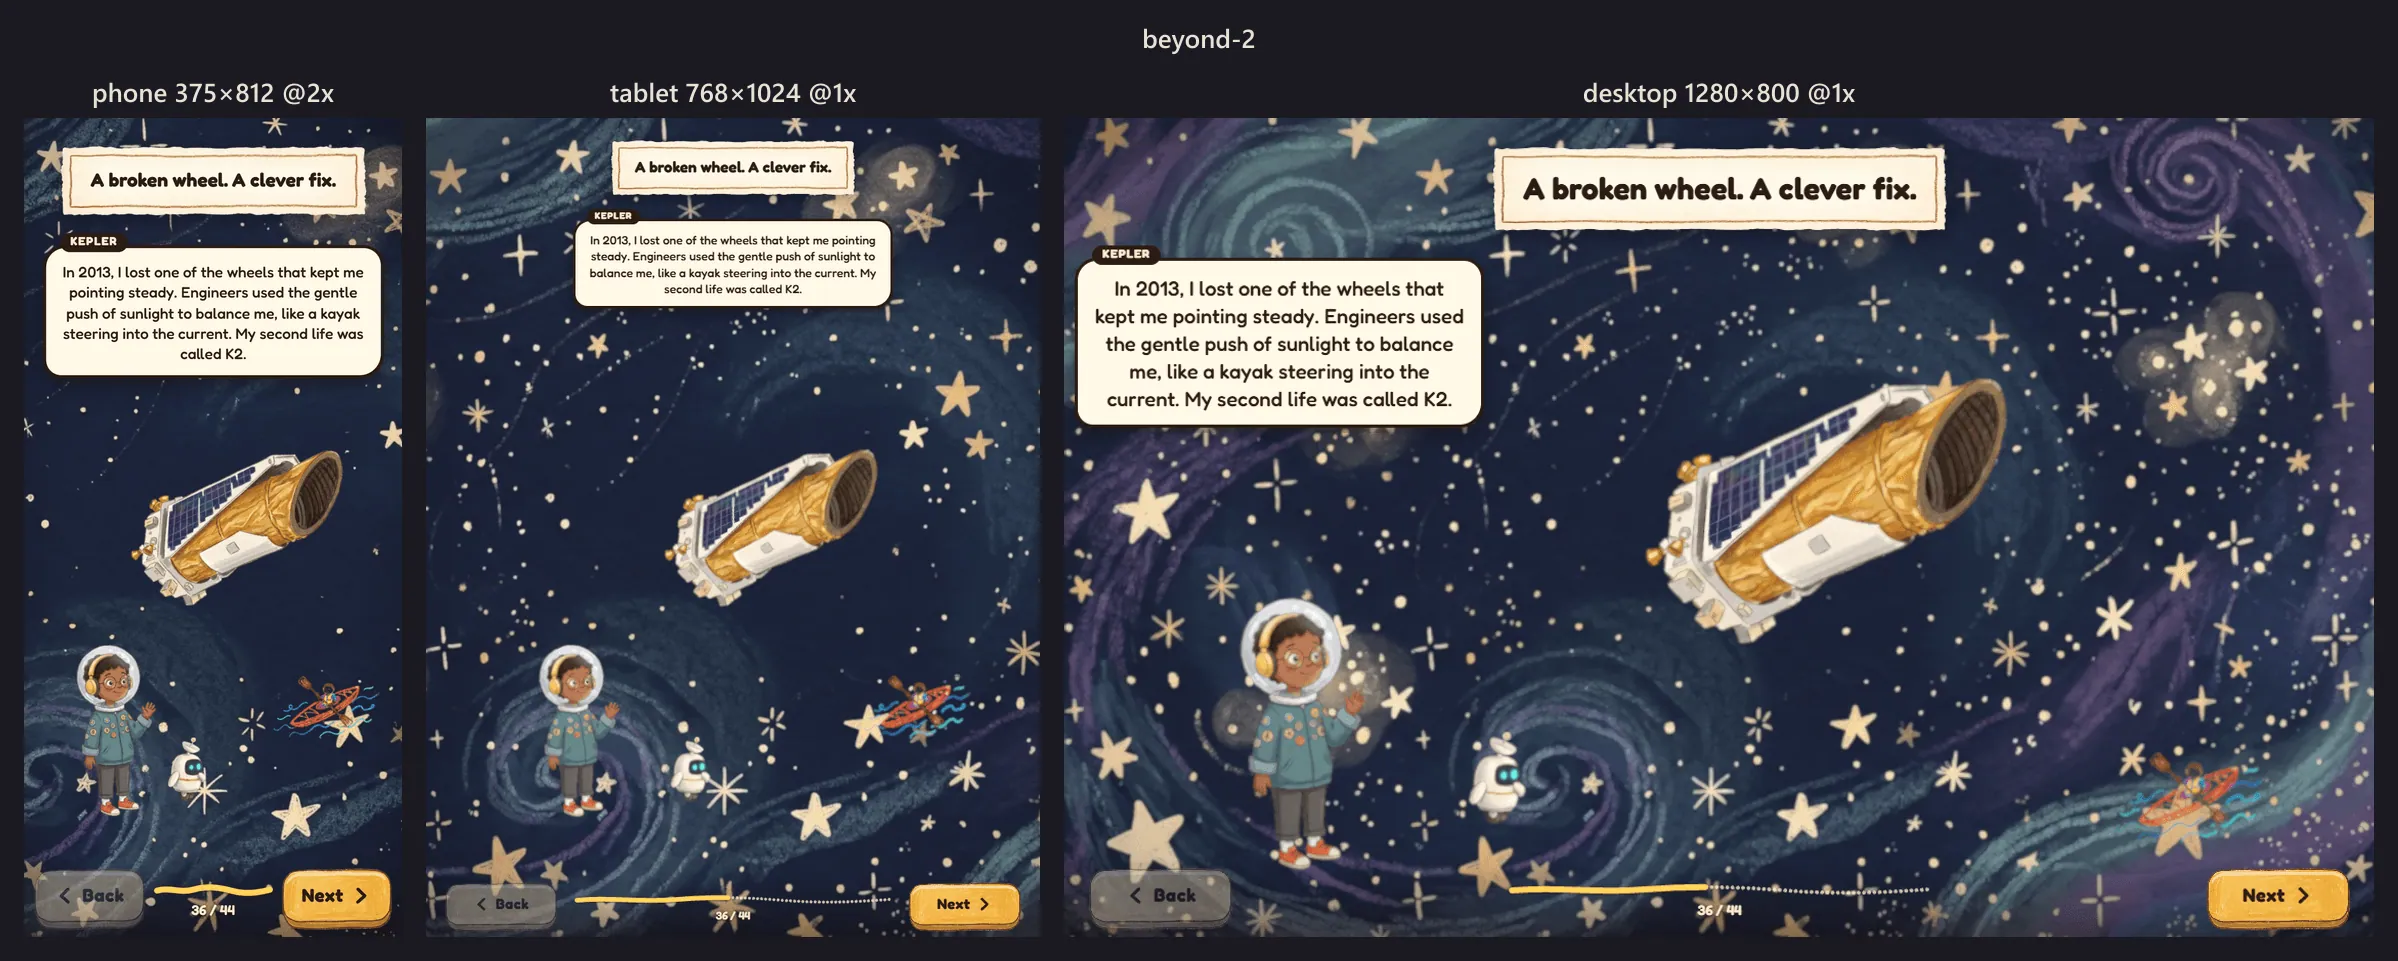 beyond-2
phone 375×812 @2x
A broken wheel. A clever fix.
KEPLER
In 2013, I lost one of the wheels that kept me
pointing steady. Engineers used the gentle
push of sunlight to balance me, like a kayak
steering into the current. My second life was
called K2.
Back
36 / 44
Next
tablet 768×1024 @1x
A broken wheel. A clever fix.
KEPLER
In 2013, I lost one of the wheels that kept me pointing
steady. Engineers used the gentle push of sunlight to
balance me, like a kayak steering into the current. My
second life was called K2.
Back
36 / 44
Next
desktop 1280×800 @1x
A broken wheel. A clever fix.
KEPLER
In 2013, I lost one of the wheels that
kept me pointing steady. Engineers used
the gentle push of sunlight to balance
me, like a kayak steering into the
current. My second life was called K2.
Back
36 / 44
Next